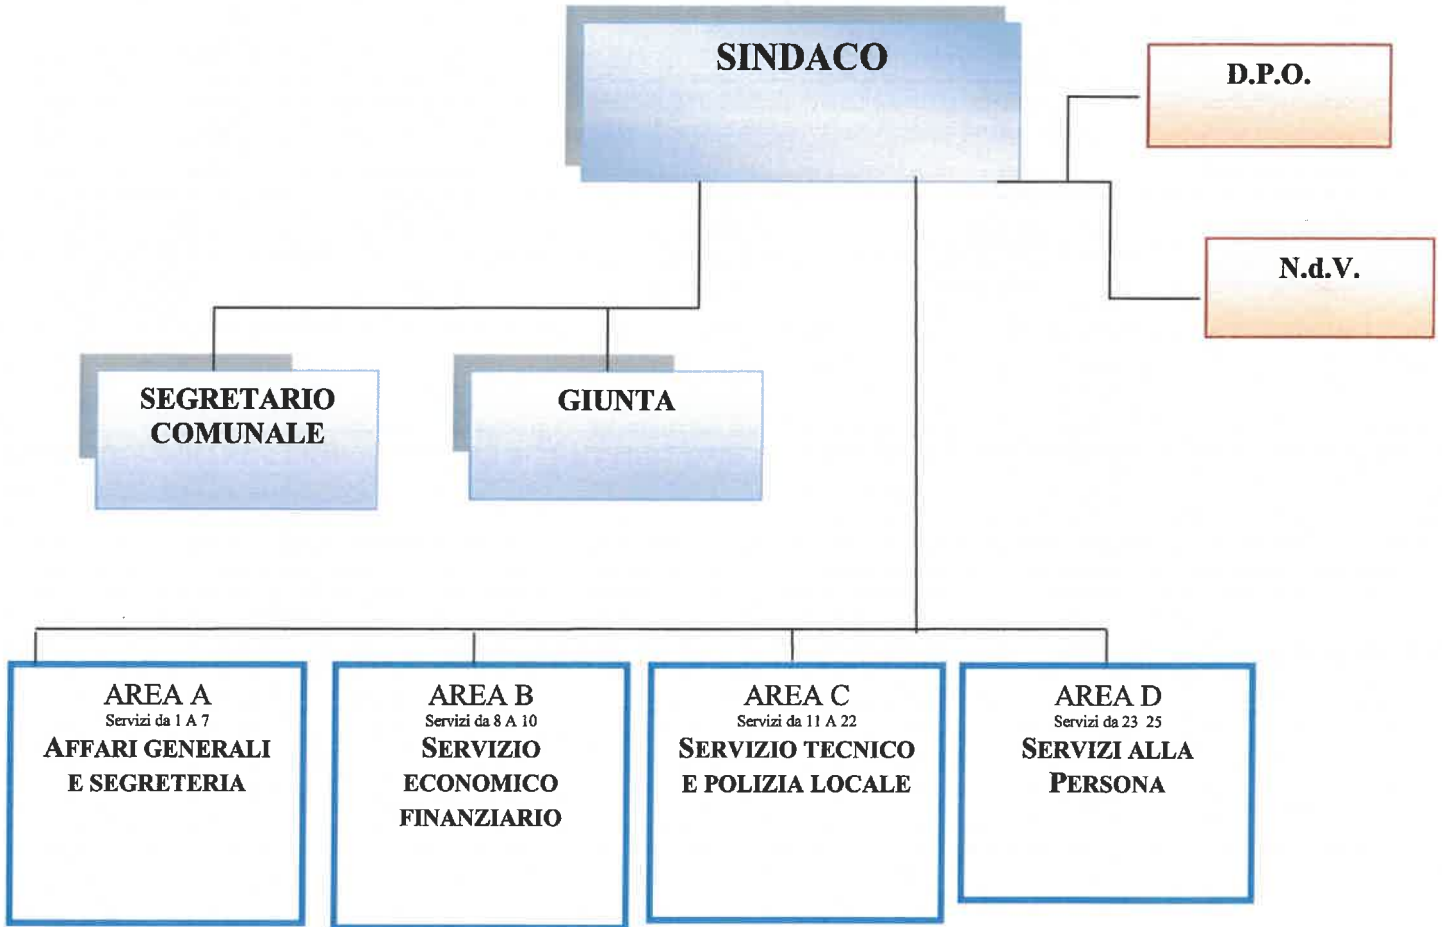 SINDACO
D.P.O.
N.d.V.
SEGRETARIO
COMUNALE
GIUNTA
AREA A
Servizi da 1 A 7
AFFARI GENERALI
E SEGRETERIA
AREA B
Servizi da 8 A 10
SERVIZIO
ECONOMICO
FINANZIARIO
AREA C
Servizi da 11 A 22
SERVIZIO TECNICO
E POLIZIA LOCALE
AREA D
Servizi da 23 25
SERVIZI ALLA
PERSONA